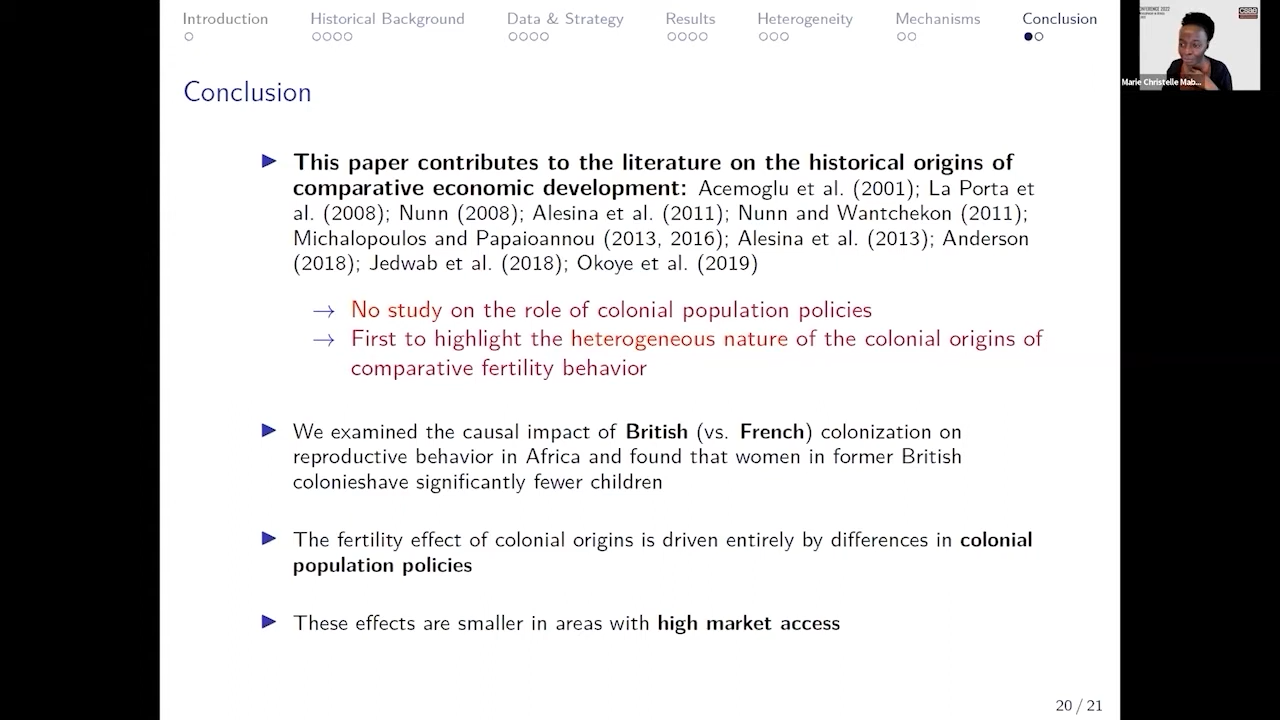 Introduction Historical Background Data & Strategy Results Heterogeneity Mechanisms Conclusion
Conclusion
This paper contributes to the literature on the historical origins of
comparative economic development: Acemoglu et al. (2001); La Porta et
al. (2008); Nunn (2008); Alesina et al. (2011); Nunn and Wantchekon (2011);
Michalopoulos and Papaioannou (2013, 2016); Alesina et al. (2013); Anderson
(2018); Jedwab et al. (2018); Okoye et al. (2019)
→ No study on the role of colonial population policies
→ First to highlight the heterogeneous nature of the colonial origins of
comparative fertility behavior
We examined the causal impact of British (vs. French) colonization on
reproductive behavior in Africa and found that women in former British
colonieshave significantly fewer children
The fertility effect of colonial origins is driven entirely by differences in colonial
population policies
These effects are smaller in areas with high market access
20 / 21
CONFERENCE 2022
csae
Marie Christelle Mab...